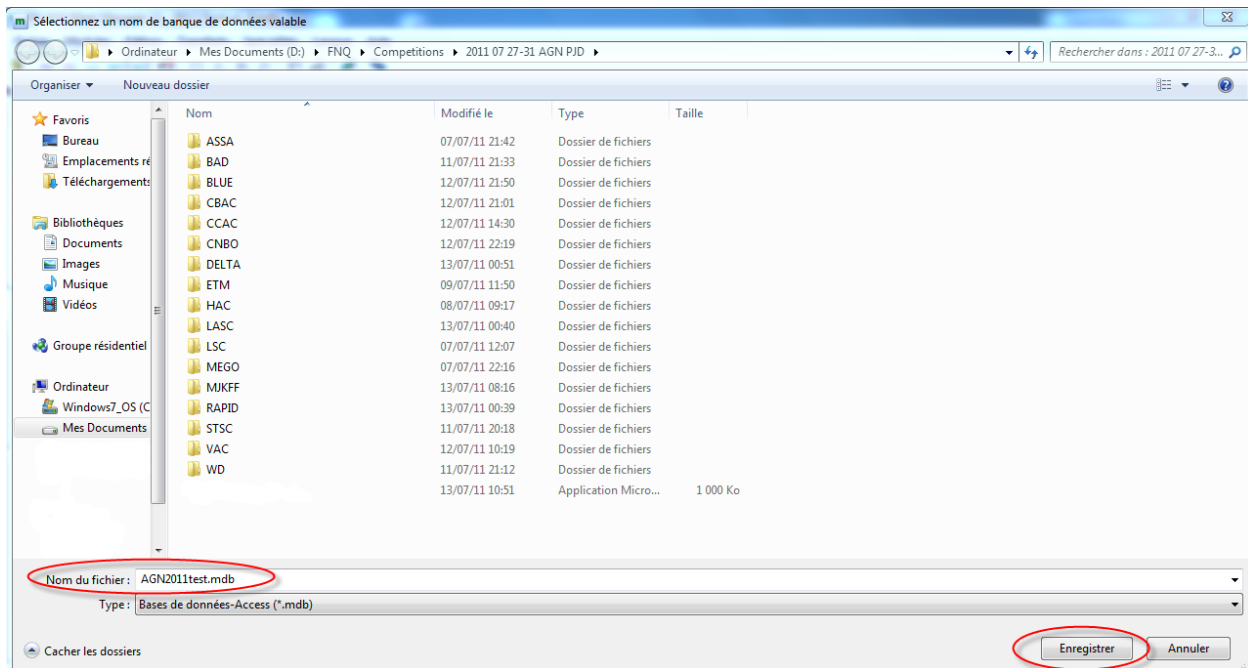 Sélectionnez un nom de banque de données valable
Ordinateur ▸ Mes Documents (D:) ▸ FNQ ▸ Competitions ▸ 2011 07 27-31 AGN PJD ▸ Rechercher dans : 2011 07 27-3...
Organiser Nouveau dossier
Nom Modifié le Type Taille
Favoris
Bureau
Emplacements ré
Téléchargements
Bibliothèques
Documents
Images
Musique
Vidéos
Groupe résidentiel
Ordinateur
Windows7_OS (C
Mes Documents
ASSA 07/07/11 21:42 Dossier de fichiers
BAD 11/07/11 21:33 Dossier de fichiers
BLUE 12/07/11 21:50 Dossier de fichiers
CBAC 12/07/11 21:01 Dossier de fichiers
CCAC 12/07/11 14:30 Dossier de fichiers
CNBO 12/07/11 22:19 Dossier de fichiers
DELTA 13/07/11 00:51 Dossier de fichiers
ETM 09/07/11 11:50 Dossier de fichiers
HAC 08/07/11 09:17 Dossier de fichiers
LASC 13/07/11 00:40 Dossier de fichiers
LSC 07/07/11 12:07 Dossier de fichiers
MEGO 07/07/11 22:16 Dossier de fichiers
MJKFF 13/07/11 08:16 Dossier de fichiers
RAPID 13/07/11 00:39 Dossier de fichiers
STSC 11/07/11 20:18 Dossier de fichiers
VAC 12/07/11 10:19 Dossier de fichiers
WD 11/07/11 21:12 Dossier de fichiers
13/07/11 10:51 Application Micro... 1 000 Ko
Nom du fichier : AGN2011test.mdb
Type : Bases de données-Access (*.mdb)
Cacher les dossiers Enregistrer Annuler